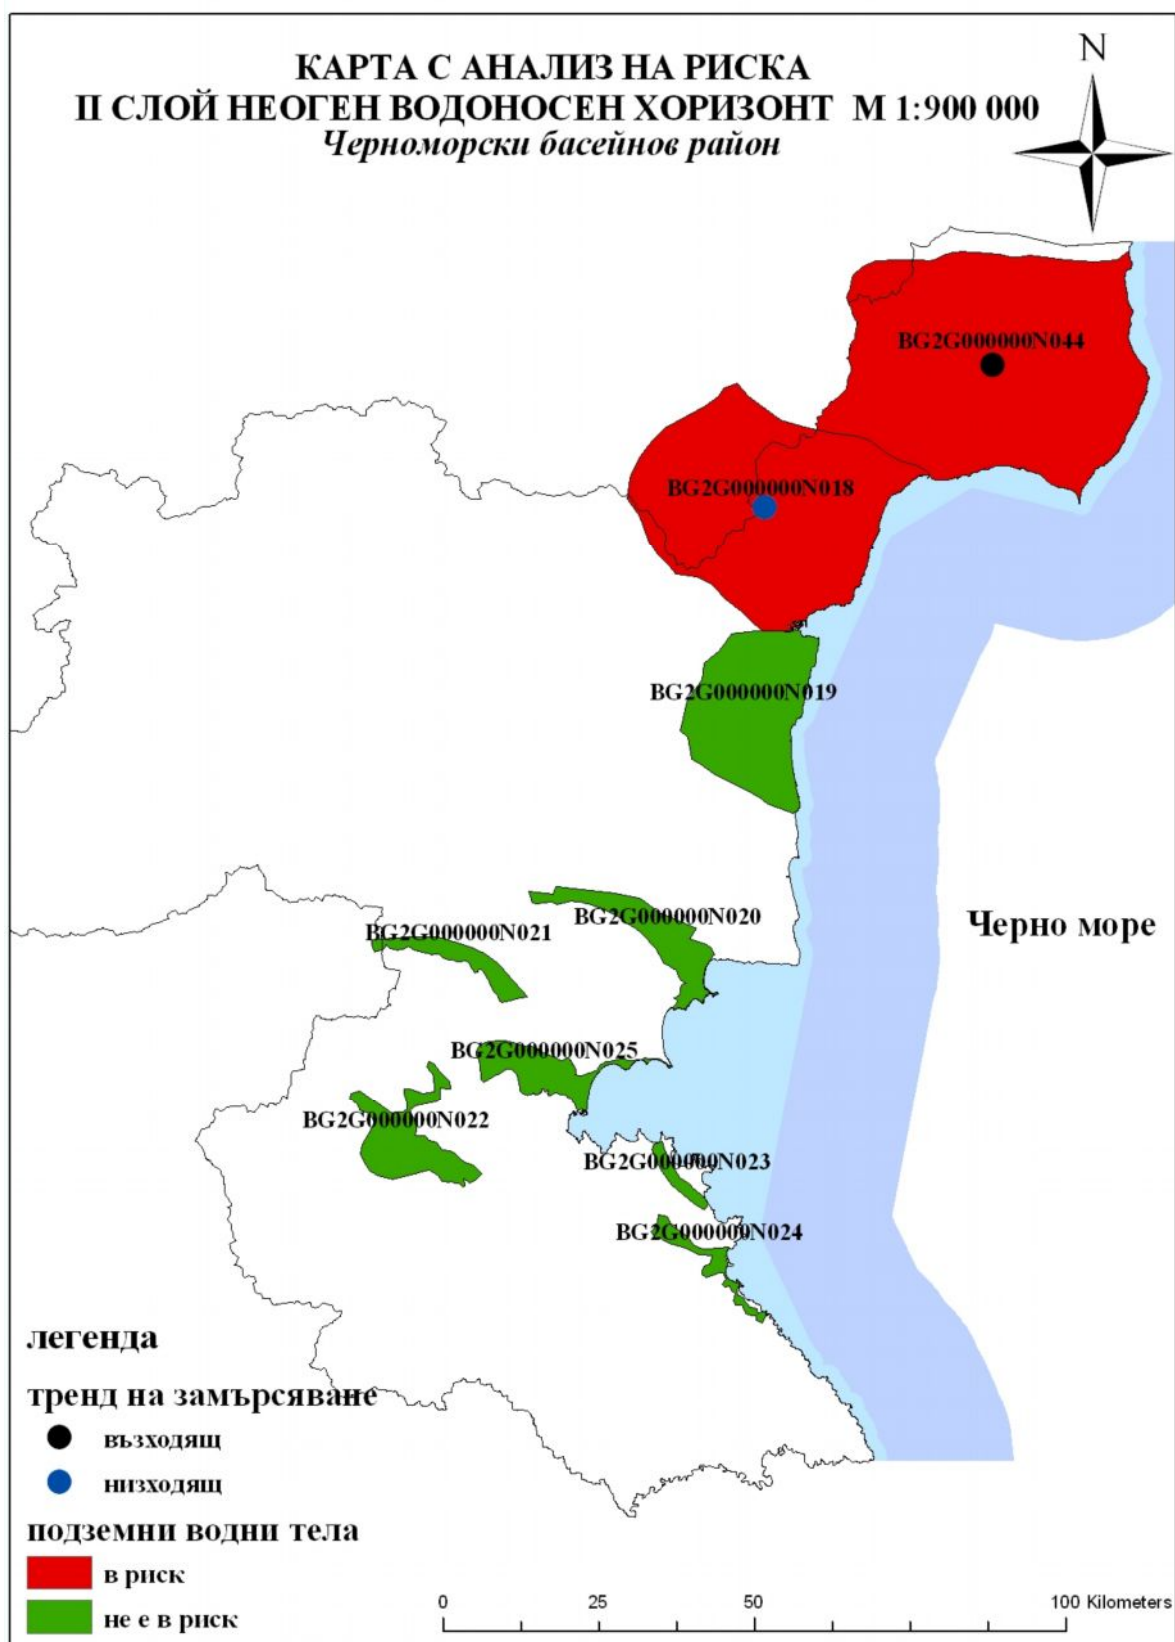 КАРТА С АНАЛИЗ НА РИСКА
II СЛОЙ НЕОГЕН ВОДОНОСЕН ХОРИЗОНТ М 1:900 000
Черноморски басейнов район
N
BG2G000000N044
BG2G000000N018
BG2G000000N019
BG2G000000N020
Черно море
BG2G000000N021
BG2G000000N025
BG2G000000N022
BG2G000000N023
BG2G000000N024
легенда
тренд на замърсяване
възходящ
низходящ
подземни водни тела
в риск
не е в риск
0 25 50 100 Kilometers